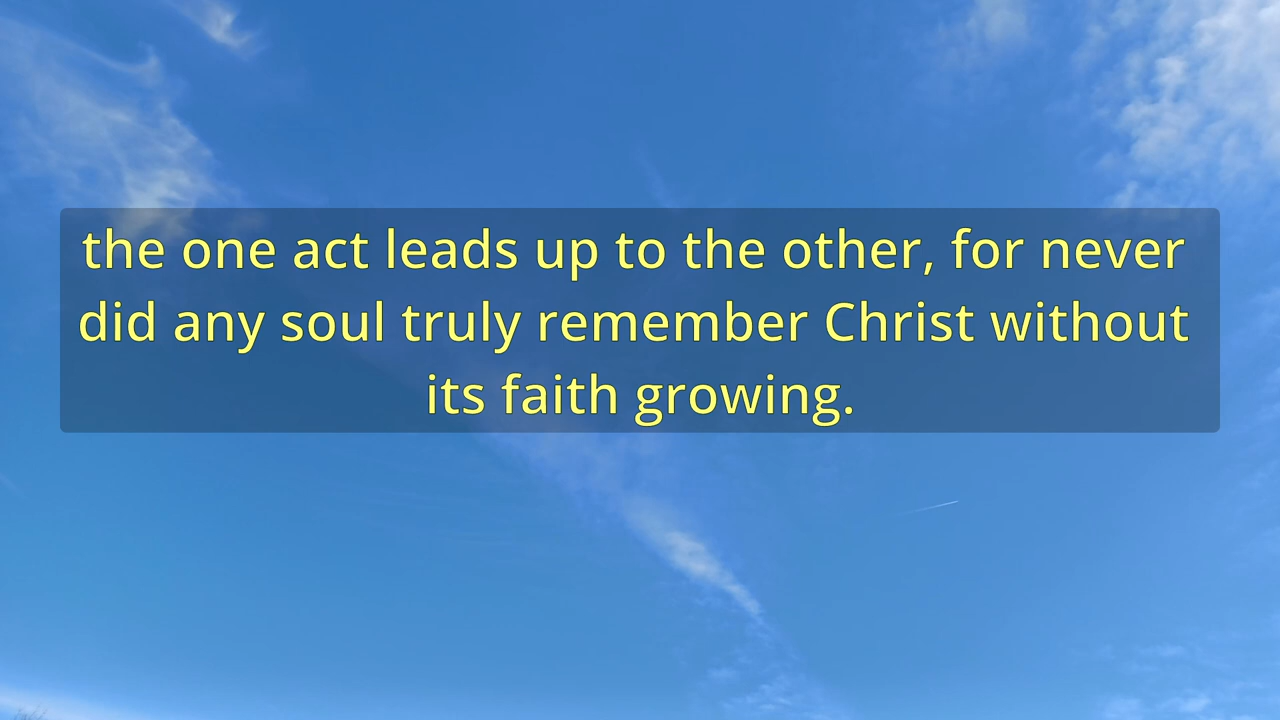 the one act leads up to the other, for never
did any soul truly remember Christ without
its faith growing.